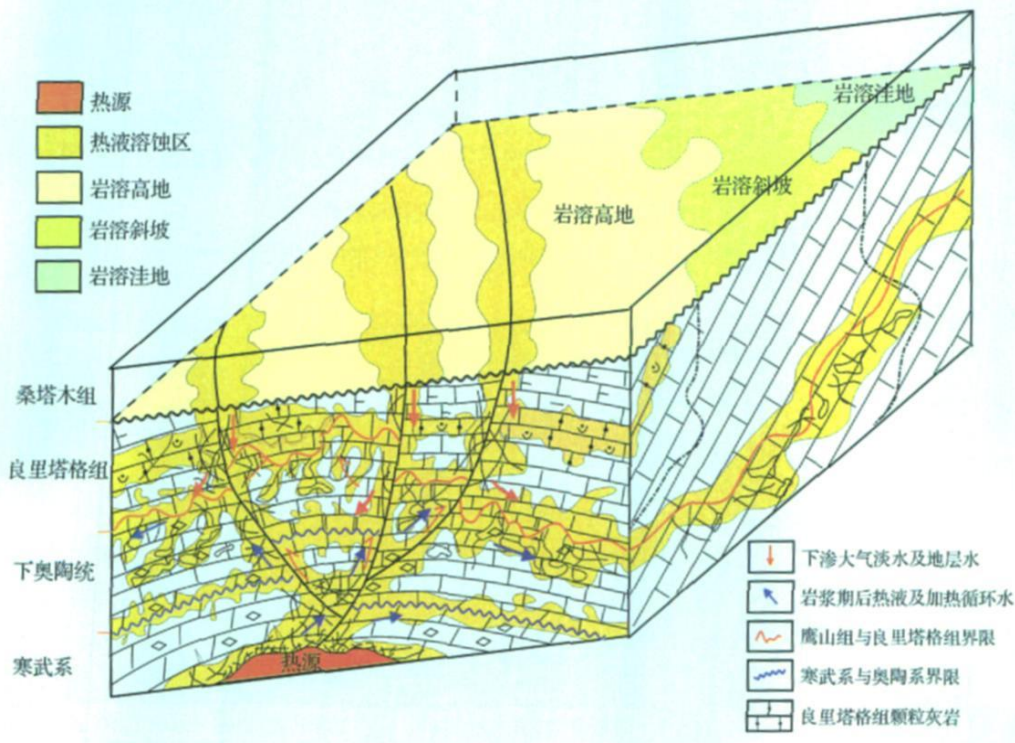 热源
热液溶蚀区
岩溶高地
岩溶斜坡
岩溶洼地
岩溶洼地
岩溶斜坡
岩溶高地
桑塔木组
良里塔格组
下奥陶统
寒武系
热源
下渗大气淡水及地层水
岩浆期后热液及加热循环水
鹰山组与良里塔格组界限
寒武系与奥陶系界限
良里塔格组颗粒灰岩